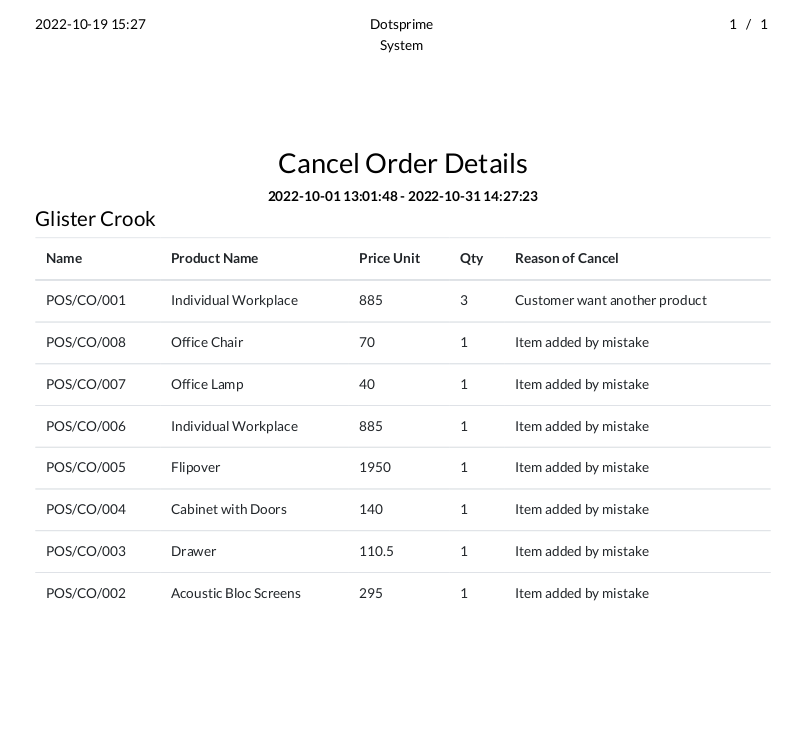 2022-10-19 15:27 Dotsprime 1 / 1
System
Cancel Order Details
2022-10-01 13:01:48 - 2022-10-31 14:27:23
Glister Crook
Name Product Name Price Unit Qty Reason of Cancel
POS/CO/001 Individual Workplace 885 3 Customer want another product
POS/CO/008 Office Chair 70 1 Item added by mistake
POS/CO/007 Office Lamp 40 1 Item added by mistake
POS/CO/006 Individual Workplace 885 1 Item added by mistake
POS/CO/005 Flipover 1950 1 Item added by mistake
POS/CO/004 Cabinet with Doors 140 1 Item added by mistake
POS/CO/003 Drawer 110.5 1 Item added by mistake
POS/CO/002 Acoustic Bloc Screens 295 1 Item added by mistake